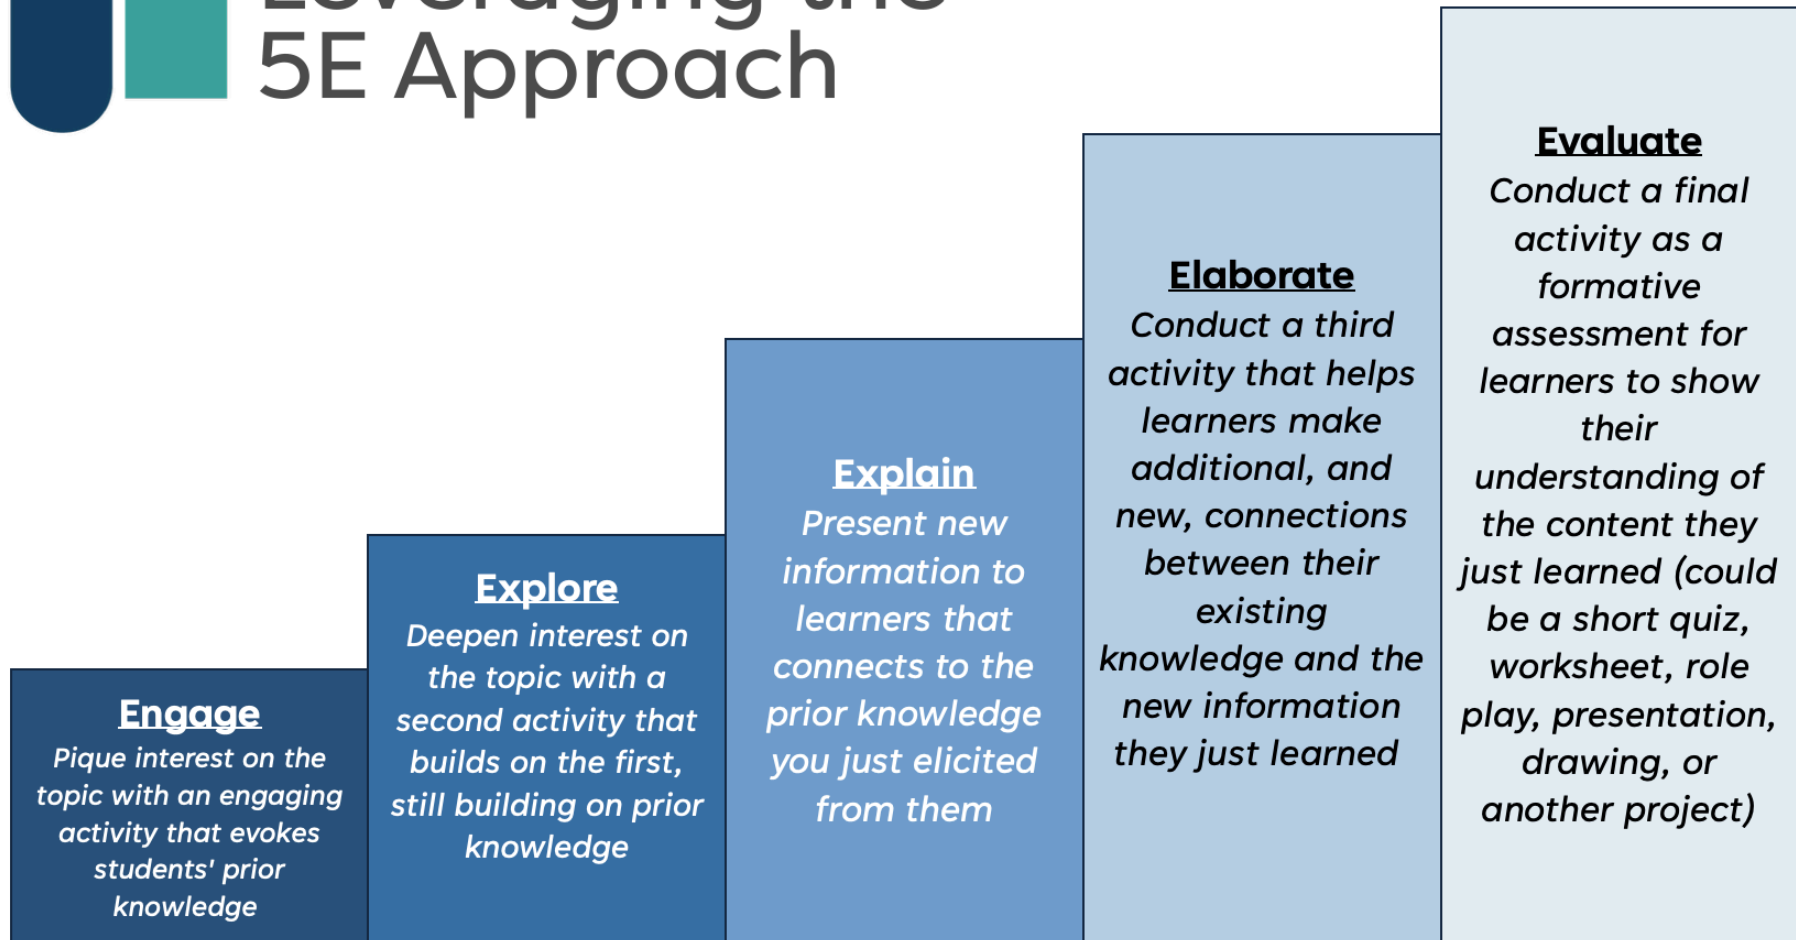 Leveraging the
5E Approach
Engage
Pique interest on the
topic with an engaging
activity that evokes
students' prior
knowledge
Explore
Deepen interest on
the topic with a
second activity that
builds on the first,
still building on prior
knowledge
Explain
Present new
information to
learners that
connects to the
prior knowledge
you just elicited
from them
Elaborate
Conduct a third
activity that helps
learners make
additional, and
new, connections
between their
existing
knowledge and the
new information
they just learned
Evaluate
Conduct a final
activity as a
formative
assessment for
learners to show
their
understanding of
the content they
just learned (could
be a short quiz,
worksheet, role
play, presentation,
drawing, or
another project)